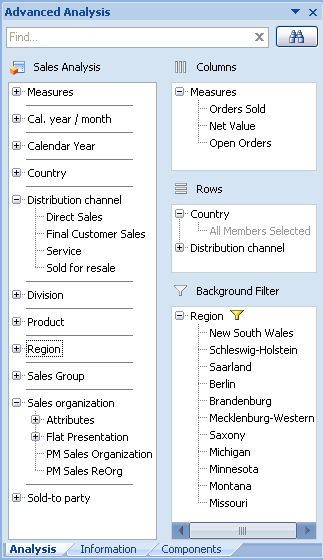 Advanced Analysis
Find...
Sales Analysis
Measures
Cal. year / month
Calendar Year
Country
Distribution channel
Direct Sales
Final Customer Sales
Service
Sold for resale
Division
Product
Region
Sales Group
Sales organization
Attributes
Flat Presentation
PM Sales Organization
PM Sales ReOrg
Sold-to party
Columns
Measures
Orders Sold
Net Value
Open Orders
Rows
Country
All Members Selected
Distribution channel
Background Filter
Region
New South Wales
Schleswig-Holstein
Saarland
Berlin
Brandenburg
Mecklenburg-Western
Saxony
Michigan
Minnesota
Montana
Missouri
Analysis
Information
Components